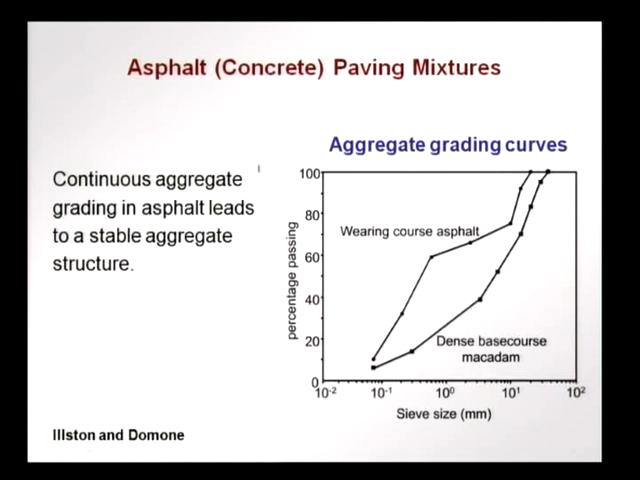 Asphalt (Concrete) Paving Mixtures
Continuous aggregate
grading in asphalt leads
to a stable aggregate
structure.
Aggregate grading curves
percentage passing
100
80
60
40
20
0
Wearing course asphalt
Dense basecourse
macadam
10-2 10-1 100 101 102
Sieve size (mm)
Illston and Domone